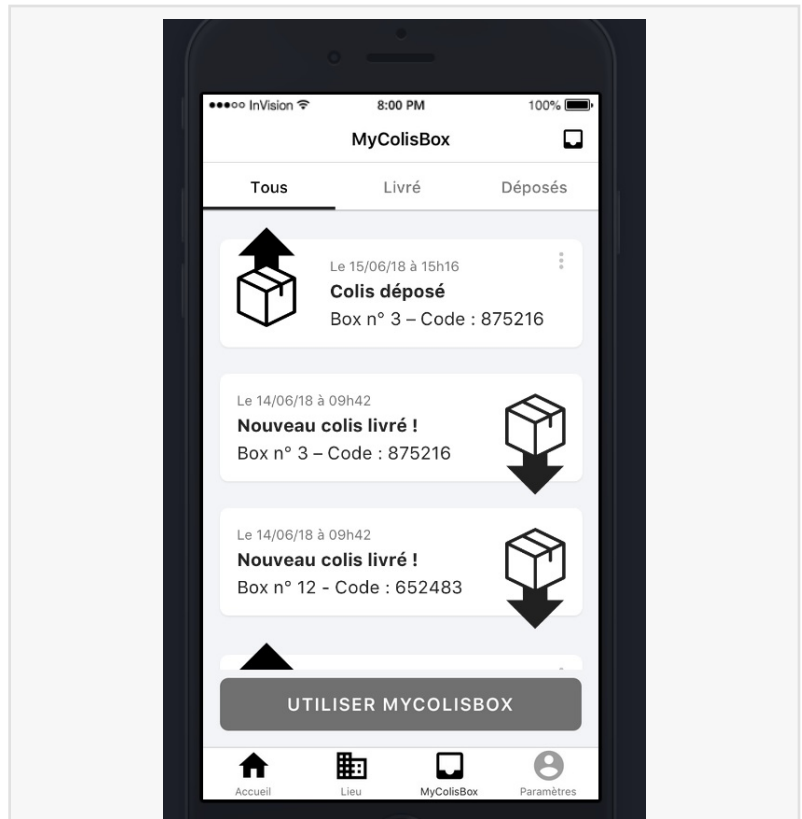 InVision 8:00 PM 100%
MyColisBox
Tous Livré Déposés
Le 15/06/18 à 15h16
Colis déposé
Box n° 3 – Code : 875216
Le 14/06/18 à 09h42
Nouveau colis livré !
Box n° 3 – Code : 875216
Le 14/06/18 à 09h42
Nouveau colis livré !
Box n° 12 - Code : 652483
UTILISER MYCOLISBOX
Accueil Lieu MyColisBox Paramètres